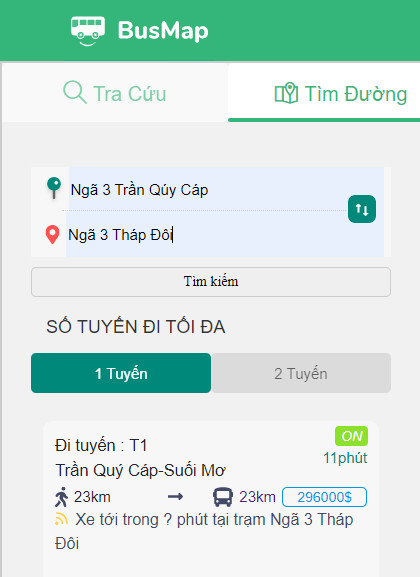 BusMap
Tra Cứu
Tìm Đường
Ngã 3 Trần Qúy Cáp
Ngã 3 Tháp Đôi
Tìm kiếm
SỐ TUYẾN ĐI TỐI ĐA
1 Tuyến
2 Tuyến
ON
Đi tuyến : T1
11phút
Trần Quý Cáp-Suối Mơ
23km 23km 296000$
Xe tới trong ? phút tại trạm Ngã 3 Tháp
Đôi